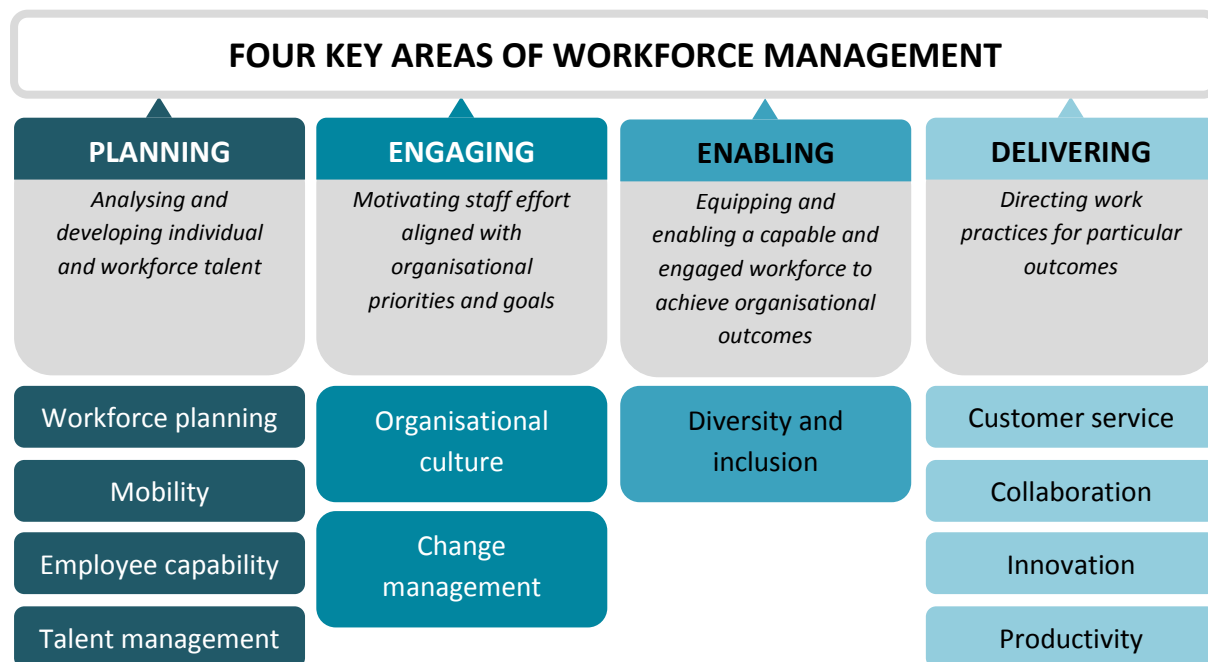 FOUR KEY AREAS OF WORKFORCE MANAGEMENT
PLANNING
Analysing and
developing individual
and workforce talent
Workforce planning
Mobility
Employee capability
Talent management
ENGAGING
Motivating staff effort
aligned with
organisational
priorities and goals
Organisational
culture
Change
management
ENABLING
Equipping and
enabling a capable and
engaged workforce to
achieve organisational
outcomes
Diversity and
inclusion
DELIVERING
Directing work
practices for particular
outcomes
Customer service
Collaboration
Innovation
Productivity